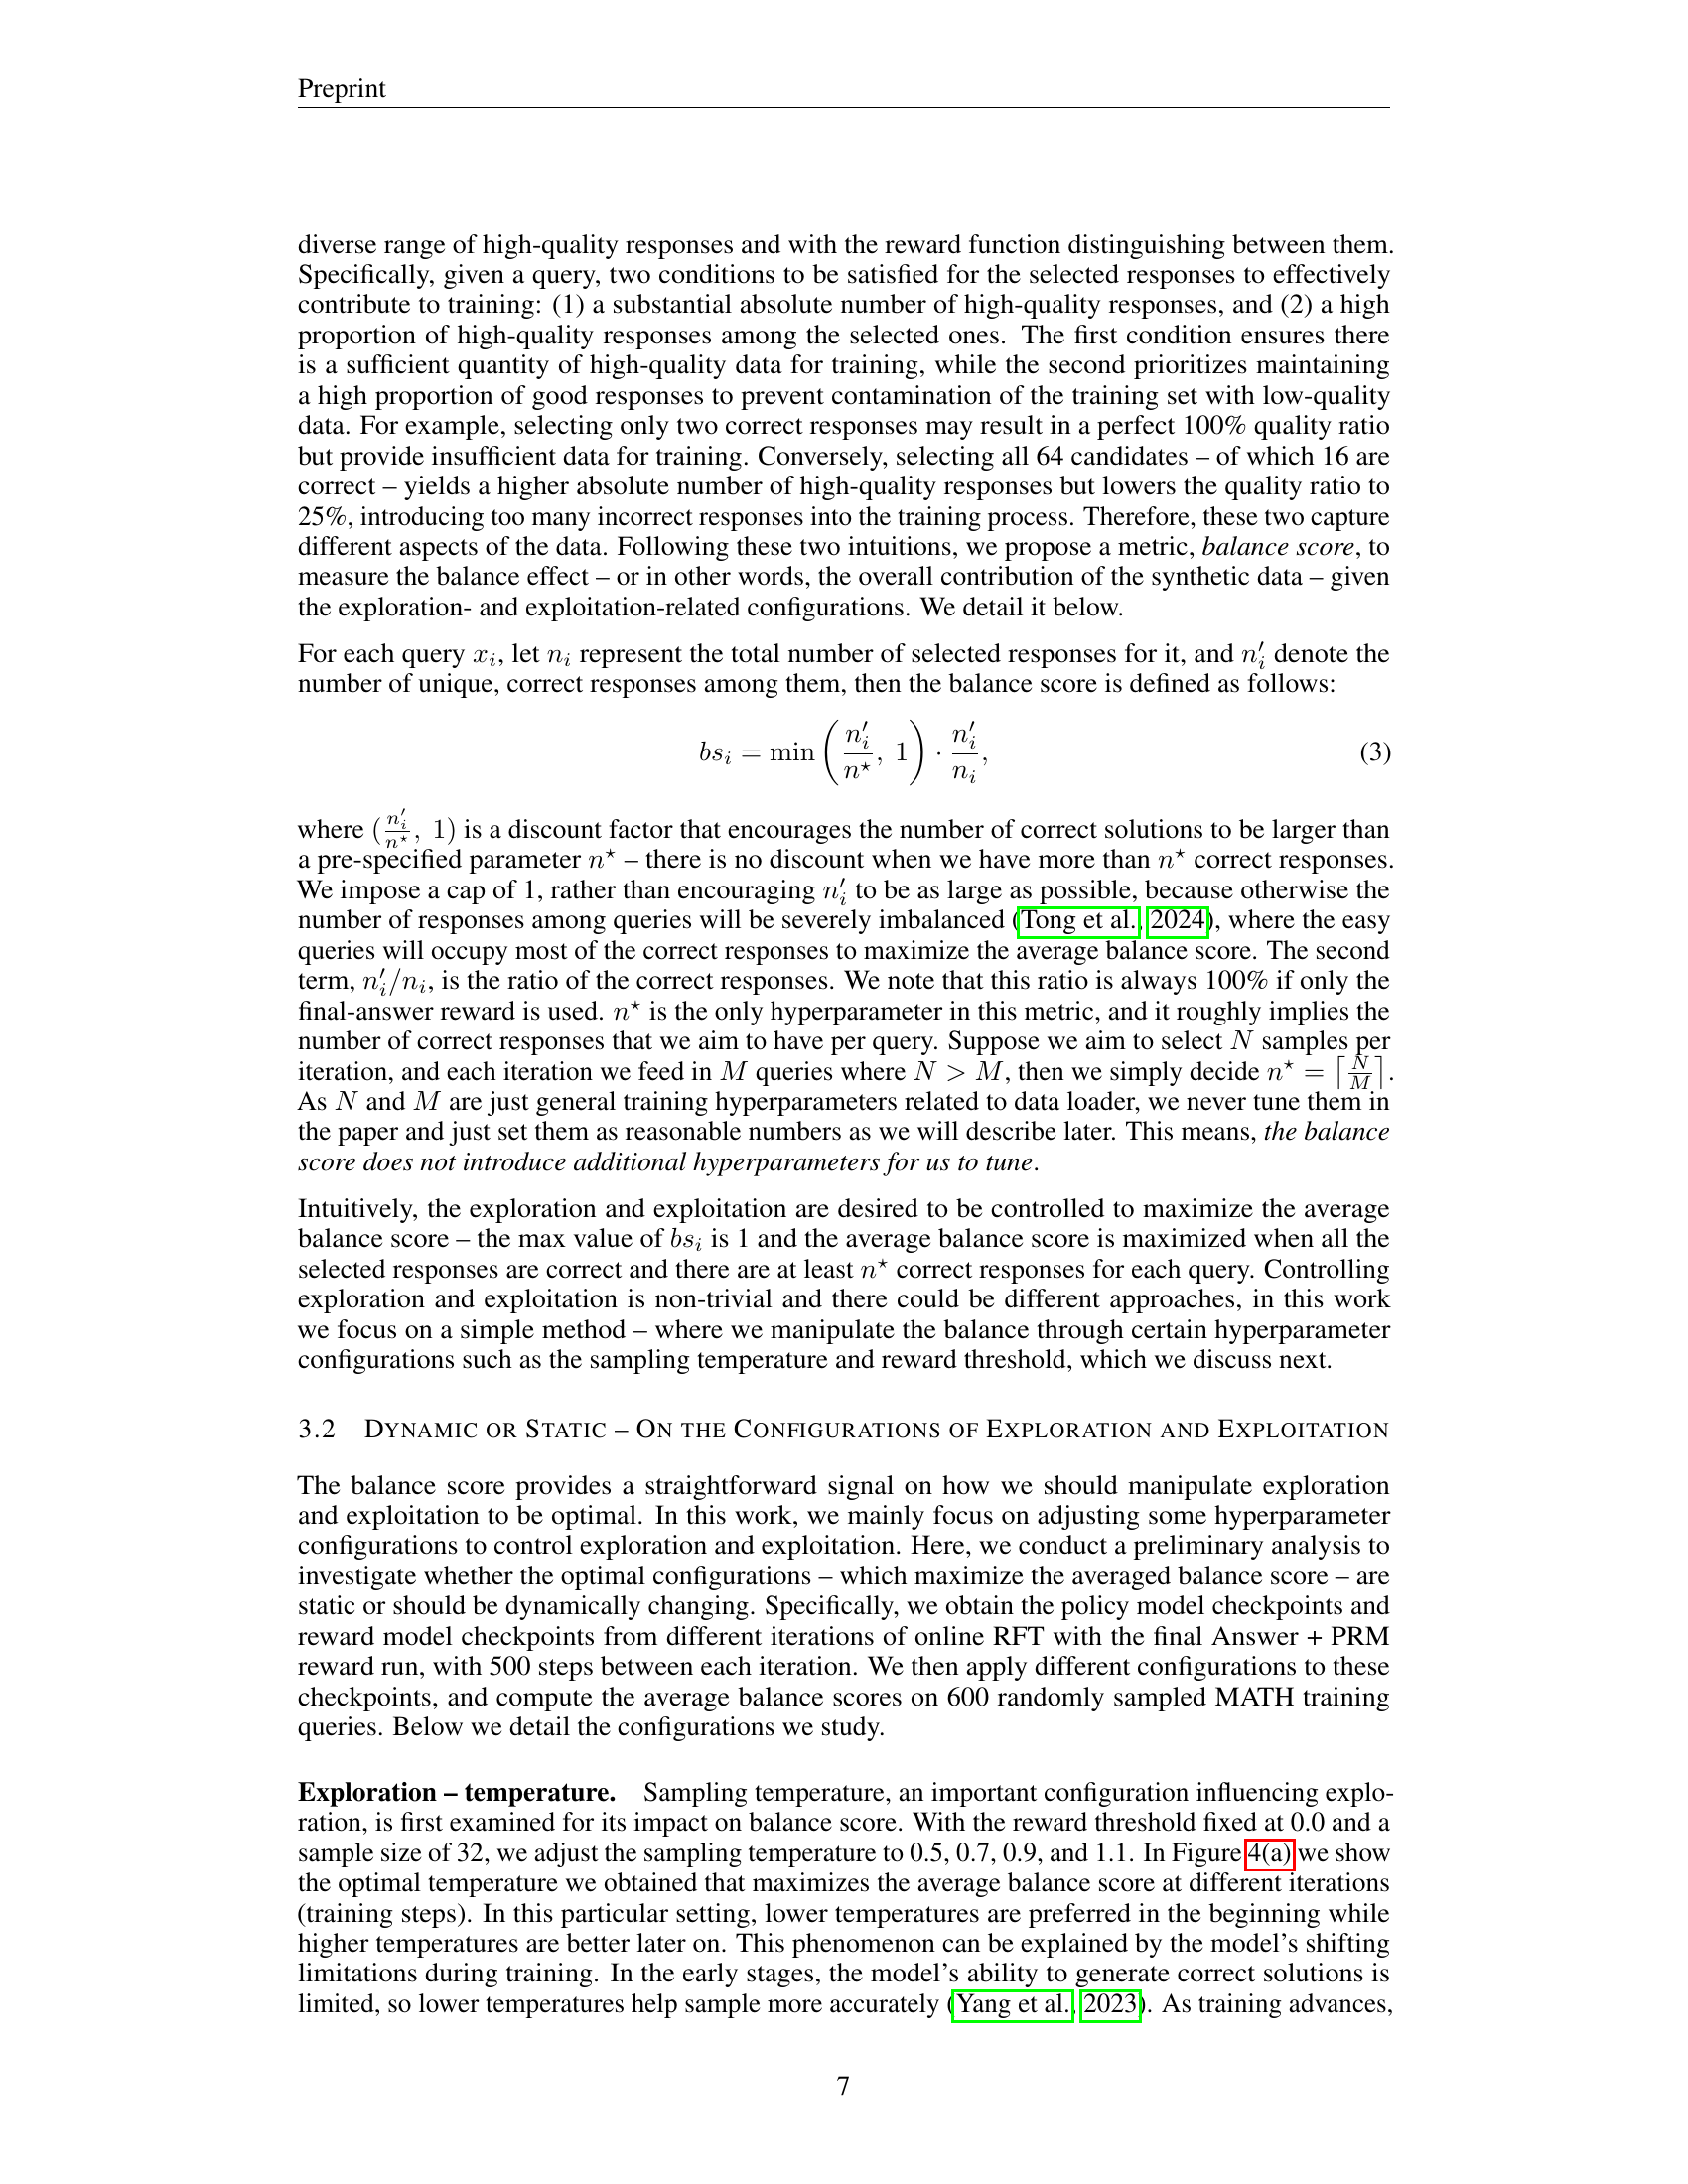 Preprint
diverse range of high-quality responses and with the reward function distinguishing between them.
Specifically, given a query, two conditions to be satisfied for the selected responses to effectively
contribute to training: (1) a substantial absolute number of high-quality responses, and (2) a high
proportion of high-quality responses among the selected ones. The first condition ensures there
is a sufficient quantity of high-quality data for training, while the second prioritizes maintaining
a high proportion of good responses to prevent contamination of the training set with low-quality
data. For example, selecting only two correct responses may result in a perfect 100% quality ratio
but provide insufficient data for training. Conversely, selecting all 64 candidates – of which 16 are
correct – yields a higher absolute number of high-quality responses but lowers the quality ratio to
25%, introducing too many incorrect responses into the training process. Therefore, these two capture
different aspects of the data. Following these two intuitions, we propose a metric, balance score, to
measure the balance effect – or in other words, the overall contribution of the synthetic data – given
the exploration- and exploitation-related configurations. We detail it below.
For each query $x_i$, let $n_i$ represent the total number of selected responses for it, and $n'_i$ denote the
number of unique, correct responses among them, then the balance score is defined as follows:
$bs_i = \min\left(\frac{n'_i}{n^\star}, 1\right) \cdot \frac{n'_i}{n_i},$ (3)
where $(\frac{n'_i}{n^\star}, 1)$ is a discount factor that encourages the number of correct solutions to be larger than
a pre-specified parameter $n^\star$ – there is no discount when we have more than $n^\star$ correct responses.
We impose a cap of 1, rather than encouraging $n'_i$ to be as large as possible, because otherwise the
number of responses among queries will be severely imbalanced (Tong et al., 2024), where the easy
queries will occupy most of the correct responses to maximize the average balance score. The second
term, $n'_i/n_i$, is the ratio of the correct responses. We note that this ratio is always 100% if only the
final-answer reward is used. $n^\star$ is the only hyperparameter in this metric, and it roughly implies the
number of correct responses that we aim to have per query. Suppose we aim to select $N$ samples per
iteration, and each iteration we feed in $M$ queries where $N > M$, then we simply decide $n^\star = \lceil \frac{N}{M} \rceil$.
As $N$ and $M$ are just general training hyperparameters related to data loader, we never tune them in
the paper and just set them as reasonable numbers as we will describe later. This means, the balance
score does not introduce additional hyperparameters for us to tune.
Intuitively, the exploration and exploitation are desired to be controlled to maximize the average
balance score – the max value of $bs_i$ is 1 and the average balance score is maximized when all the
selected responses are correct and there are at least $n^\star$ correct responses for each query. Controlling
exploration and exploitation is non-trivial and there could be different approaches, in this work
we focus on a simple method – where we manipulate the balance through certain hyperparameter
configurations such as the sampling temperature and reward threshold, which we discuss next.
3.2 DYNAMIC OR STATIC – ON THE CONFIGURATIONS OF EXPLORATION AND EXPLOITATION
The balance score provides a straightforward signal on how we should manipulate exploration
and exploitation to be optimal. In this work, we mainly focus on adjusting some hyperparameter
configurations to control exploration and exploitation. Here, we conduct a preliminary analysis to
investigate whether the optimal configurations – which maximize the averaged balance score – are
static or should be dynamically changing. Specifically, we obtain the policy model checkpoints and
reward model checkpoints from different iterations of online RFT with the final Answer + PRM
reward run, with 500 steps between each iteration. We then apply different configurations to these
checkpoints, and compute the average balance scores on 600 randomly sampled MATH training
queries. Below we detail the configurations we study.
Exploration – temperature. Sampling temperature, an important configuration influencing explo-
ration, is first examined for its impact on balance score. With the reward threshold fixed at 0.0 and a
sample size of 32, we adjust the sampling temperature to 0.5, 0.7, 0.9, and 1.1. In Figure 4(a) we show
the optimal temperature we obtained that maximizes the average balance score at different iterations
(training steps). In this particular setting, lower temperatures are preferred in the beginning while
higher temperatures are better later on. This phenomenon can be explained by the model's shifting
limitations during training. In the early stages, the model's ability to generate correct solutions is
limited, so lower temperatures help sample more accurately (Yang et al., 2023). As training advances,
7